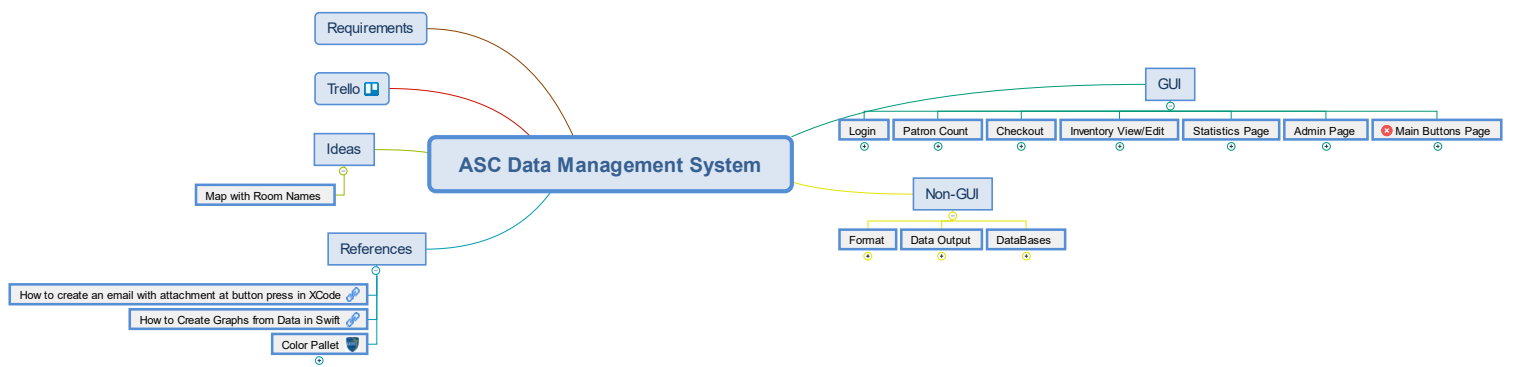 Requirements
Trello
Ideas
Map with Room Names
References
How to create an email with attachment at button press in XCode
How to Create Graphs from Data in Swift
Color Pallet
ASC Data Management System
GUI
Login
Patron Count
Checkout
Inventory View/Edit
Statistics Page
Admin Page
Main Buttons Page
Non-GUI
Format
Data Output
DataBases